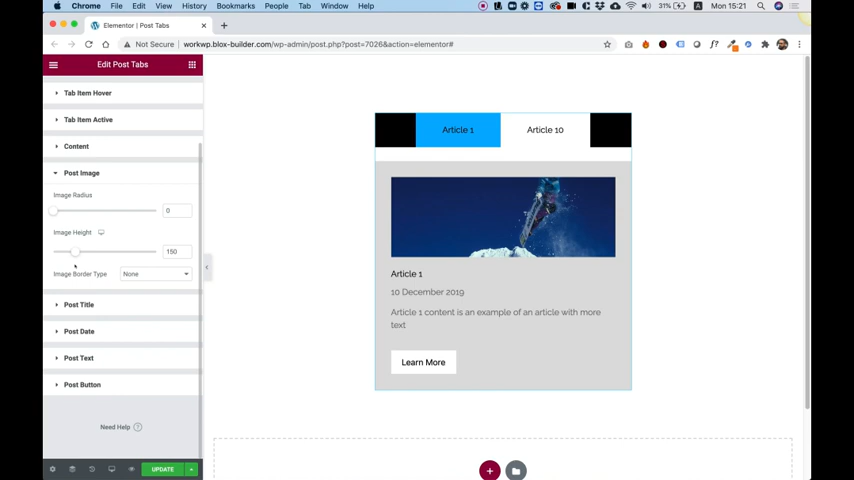 Chrome File Edit View History Bookmarks People Tab Window Help
31%
Mon 15:21
Elementor | Post Tabs
Not Secure
workwp.blox-builder.com/wp-admin/post.php?post=7026&action=elementor#
f?
Edit Post Tabs
Tab Item Hover
Tab Item Active
Content
Post Image
Image Radius
0
Image Height
150
Image Border Type
None
Post Title
Post Date
Post Text
Post Button
Need Help ?
UPDATE
Article 1
Article 10
Article 1
10 December 2019
Article 1 content is an example of an article with more
text
Learn More